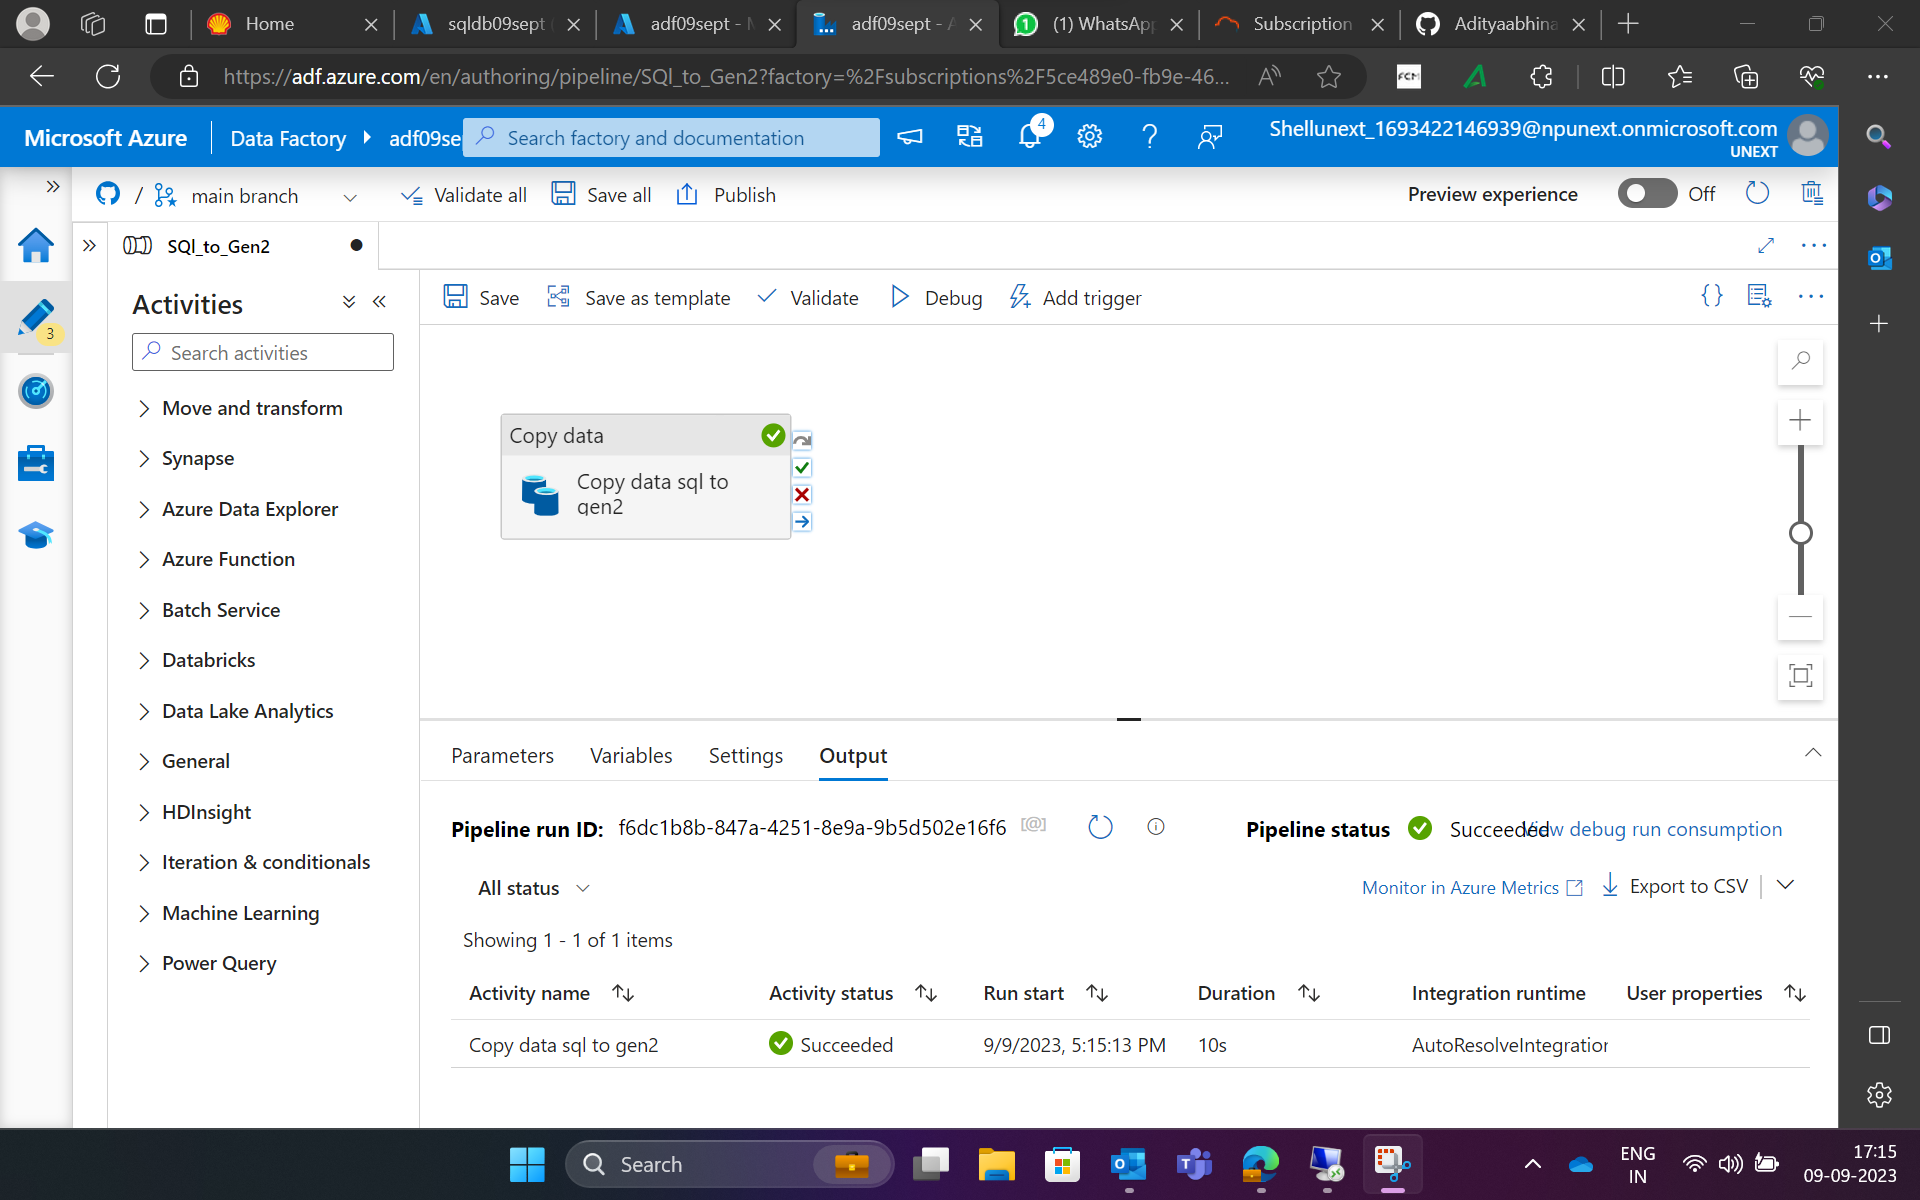 Home
sqldb09sept (
adf09sept - M
adf09sept - A
(1) WhatsApp
Subscription
Adityaabhina
https://adf.azure.com/en/authoring/pipeline/SQl_to_Gen2?factory=%2Fsubscriptions%2F5ce489e0-fb9e-46...
FCM
Microsoft Azure
Data Factory
adf09se
Search factory and documentation
4
Shellunext_1693422146939@npunext.onmicrosoft.com
UNEXT
/ main branch
Validate all
Save all
Publish
Preview experience
Off
SQl_to_Gen2
3
Activities
Search activities
Move and transform
Synapse
Azure Data Explorer
Azure Function
Batch Service
Databricks
Data Lake Analytics
General
HDInsight
Iteration & conditionals
Machine Learning
Power Query
Save
Save as template
Validate
Debug
Add trigger
{}
Copy data
Copy data sql to
gen2
Parameters
Variables
Settings
Output
Pipeline run ID: f6dc1b8b-847a-4251-8e9a-9b5d502e16f6
[@]
Pipeline status
Succeeded
View debug run consumption
All status
Monitor in Azure Metrics
Export to CSV
Showing 1 - 1 of 1 items
Activity name
Activity status
Run start
Duration
Integration runtime
User properties
Copy data sql to gen2
Succeeded
9/9/2023, 5:15:13 PM
10s
AutoResolveIntegration
Search
ENG
IN
17:15
09-09-2023